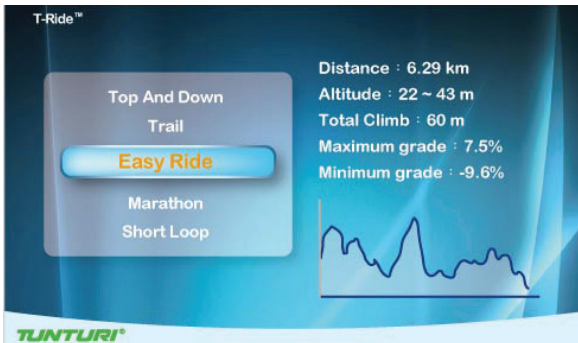 T-Ride™
Top And Down
Trail
Easy Ride
Marathon
Short Loop
Distance : 6.29 km
Altitude : 22 ~ 43 m
Total Climb : 60 m
Maximum grade : 7.5%
Minimum grade : -9.6%
TUNTURI®